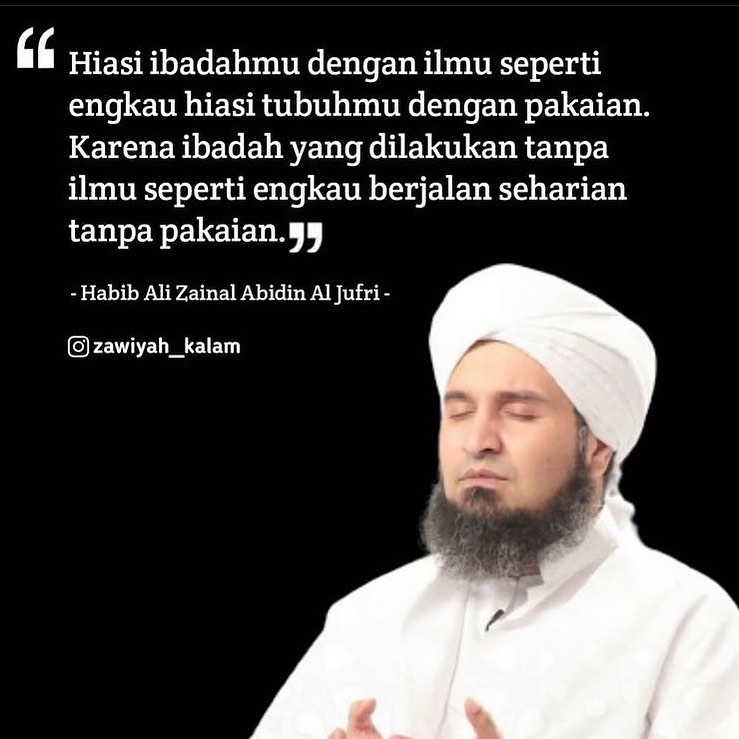 Hiasi ibadahmu dengan ilmu seperti
engkau hiasi tubuhmu dengan pakaian.
Karena ibadah yang dilakukan tanpa
ilmu seperti engkau berjalan seharian
tanpa pakaian.
- Habib Ali Zainal Abidin Al Jufri -
zawiyah_kalam